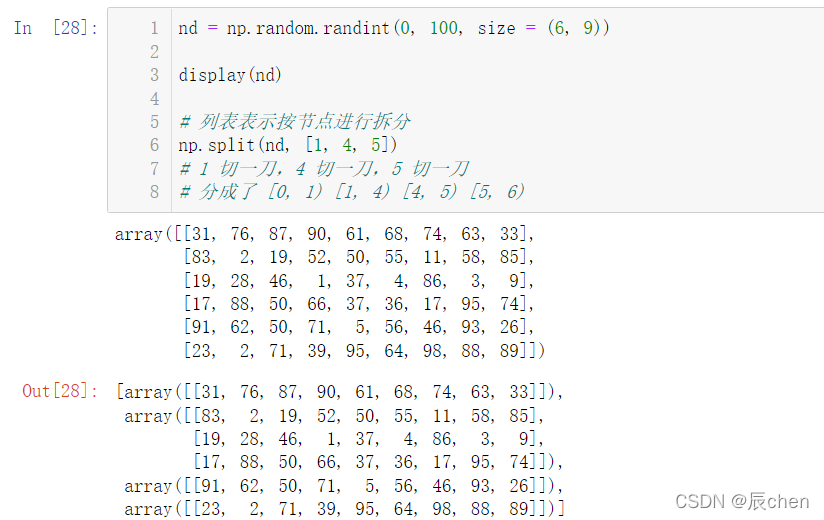 In [28]:
1 nd = np.random.randint(0, 100, size = (6, 9))
2
3 display(nd)
4
5 # 列表表示按节点进行拆分
6 np.split(nd, [1, 4, 5])
7 # 1 切一刀，4 切一刀，5 切一刀
8 # 分成了 [0, 1) [1, 4) [4, 5) [5, 6)
array([[31, 76, 87, 90, 61, 68, 74, 63, 33],
[83, 2, 19, 52, 50, 55, 11, 58, 85],
[19, 28, 46, 1, 37, 4, 86, 3, 9],
[17, 88, 50, 66, 37, 36, 17, 95, 74],
[91, 62, 50, 71, 5, 56, 46, 93, 26],
[23, 2, 71, 39, 95, 64, 98, 88, 89]])
Out[28]: [array([[31, 76, 87, 90, 61, 68, 74, 63, 33]]),
array([[83, 2, 19, 52, 50, 55, 11, 58, 85],
[19, 28, 46, 1, 37, 4, 86, 3, 9],
[17, 88, 50, 66, 37, 36, 17, 95, 74]]),
array([[91, 62, 50, 71, 5, 56, 46, 93, 26]]),
array([[23, 2, 71, 39, 95, 64, 98, 88, 89]])]
CSDN @辰chen